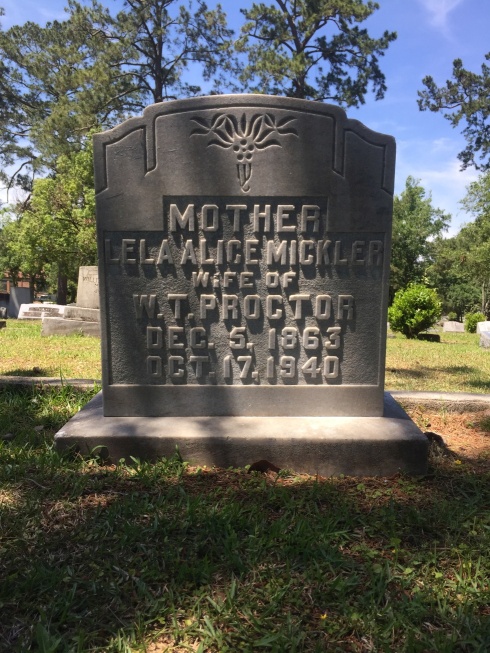 MOTHER
LELA ALICE MICKLER
WIFE OF
W. T. PROCTOR
DEC. 5, 1863
OCT. 17, 1940